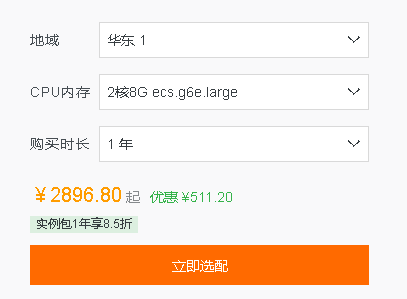 地域 华东 1
CPU内存 2核8G ecs.g6e.large
购买时长 1 年
¥2896.80 起 优惠 ¥511.20
实例包1年享8.5折
立即选配